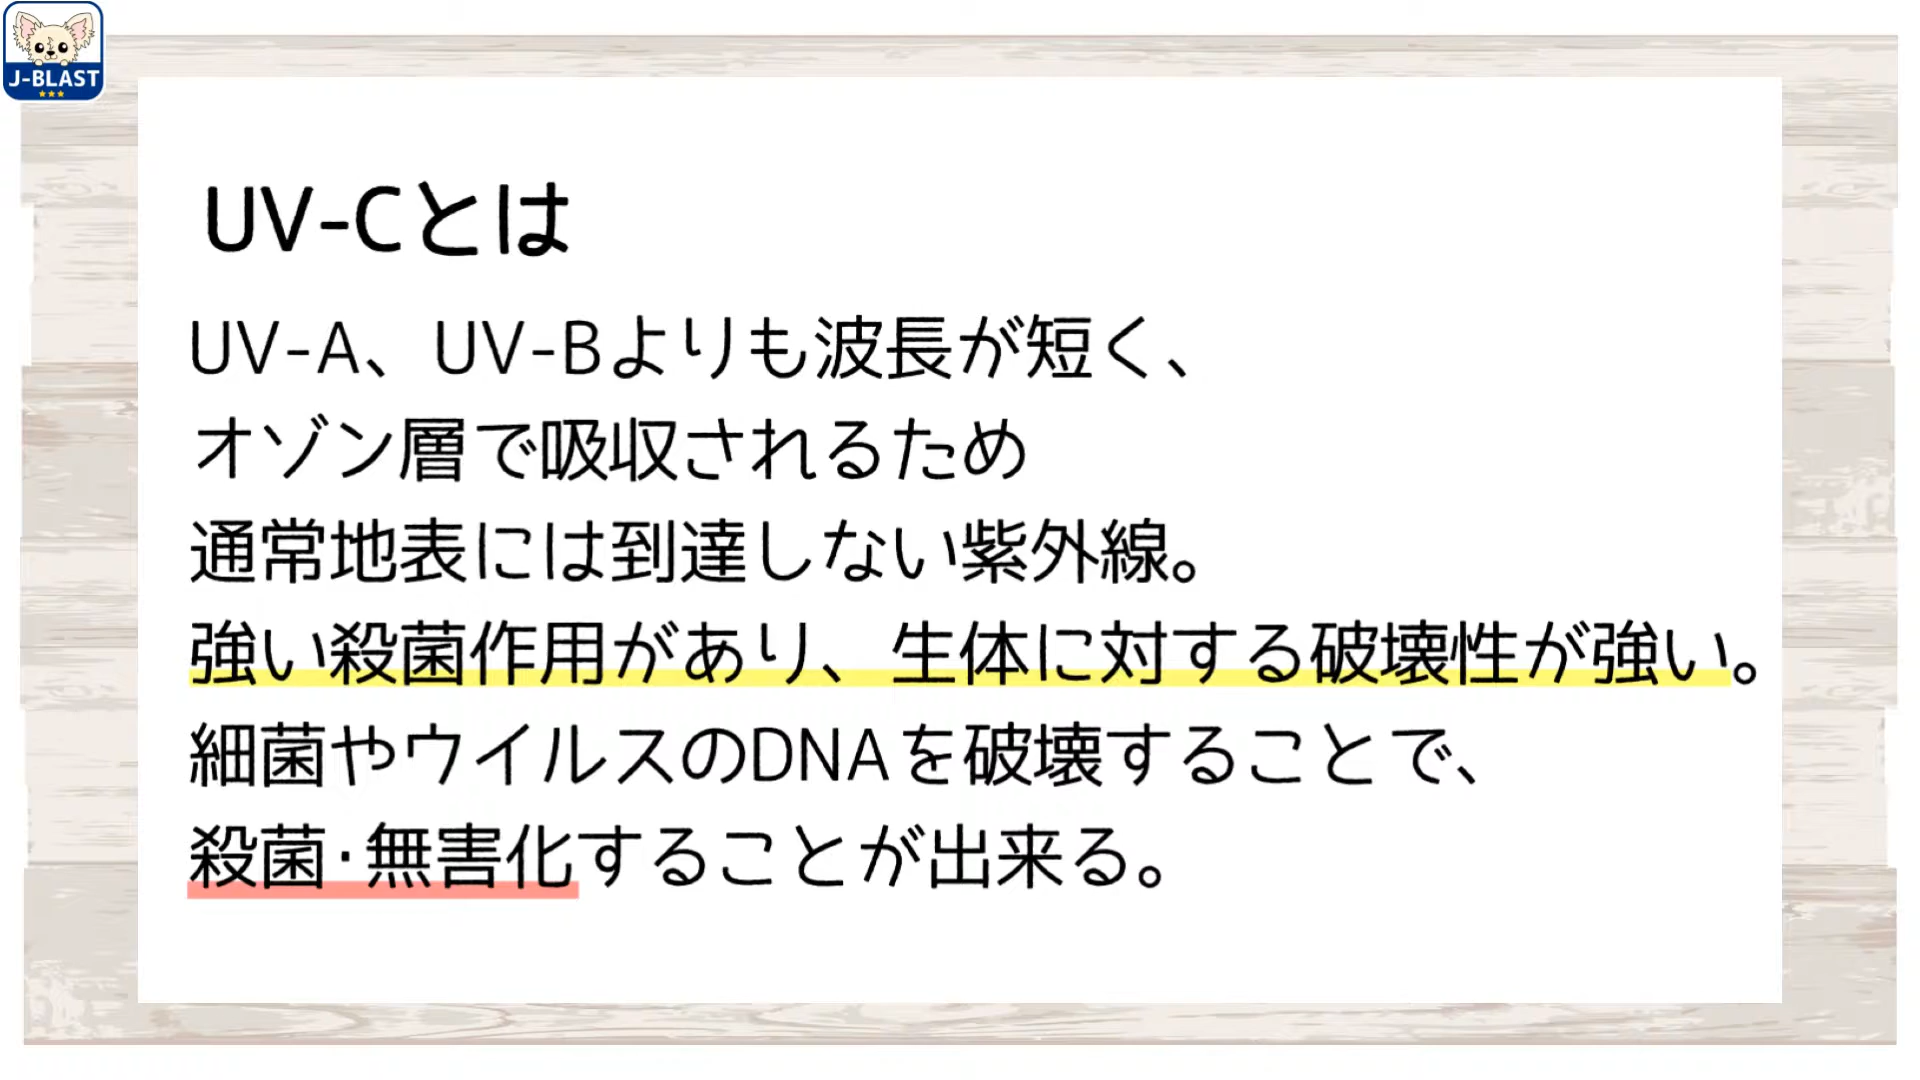 J-BLAST
UV-Cとは
UV-A、UV-Bよりも波長が短く、
オゾン層で吸収されるため
通常地表には到達しない紫外線。
強い殺菌作用があり、生体に対する破壊性が強い。
細菌やウイルスのDNAを破壊することで、
殺菌・無害化することが出来る。